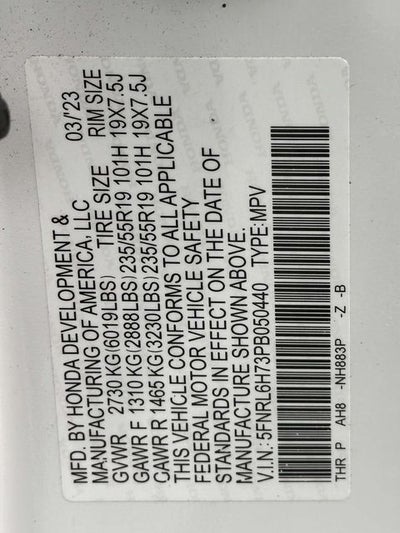 MFD. BY HONDA DEVELOPMENT & 03/'23
MANUFACTURING OF AMERICA, LLC
TIRE SIZE RIM SIZE
GVWR 2730 KG(6019LBS)
GAWR F 1310 KG(2888LBS) 235/55R19 101H 19X7.5J
CAWR R 1465 KG(3230LBS) 235/55R19 101H 19X7.5J
THIS VEHICLE CONFORMS TO ALL APPLICABLE
FEDERAL MOTOR VEHICLE SAFETY
STANDARDS IN EFFECT ON THE DATE OF
MANUFACTURE SHOWN ABOVE.
V.I.N.: 5FNRL6H73PB050440 TYPE: MPV
THR P AH8 -NH883P -Z -B